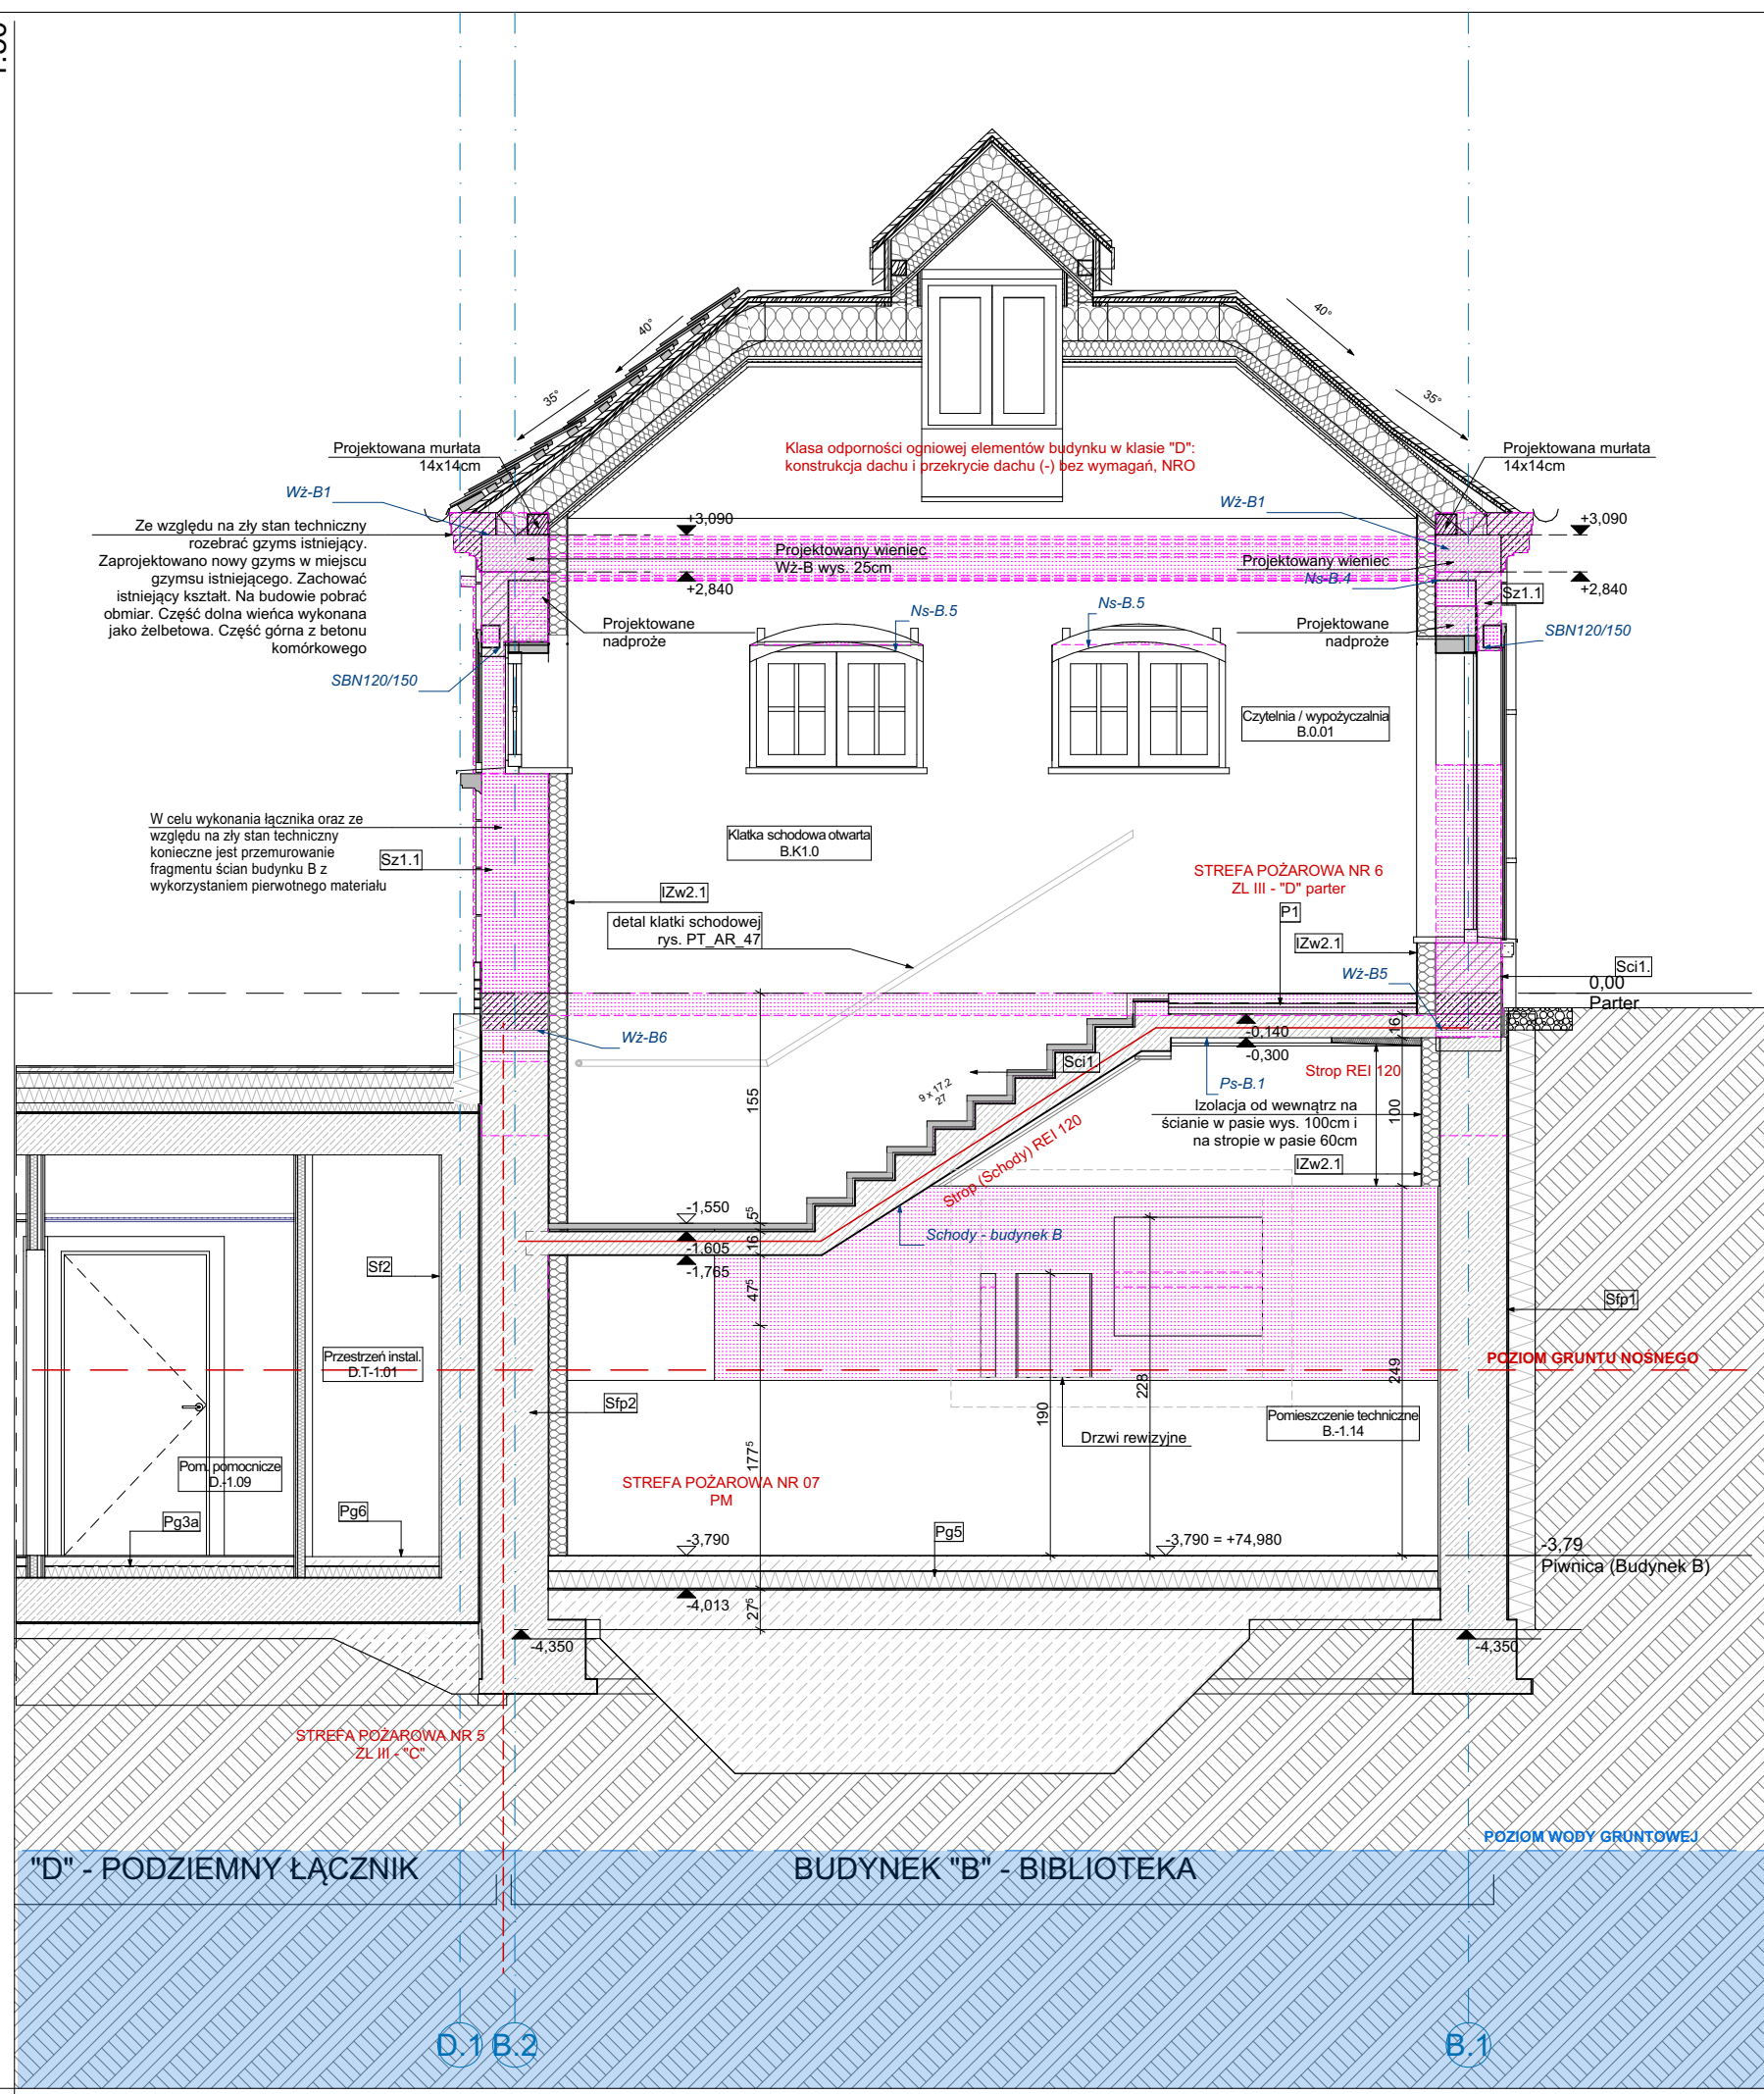 40°
40°
35°
35°
Klasa odporności ogniowej elementów budynku w klasie "D":
konstrukcja dachu i przekrycie dachu (-) bez wymagań, NRO
Projektowana murłata
14x14cm
Projektowana murłata
14x14cm
Wż-B1
Wż-B1
Ze względu na zły stan techniczny
rozebrać gzyms istniejący.
Zaprojektowano nowy gzyms w miejscu
gzymsu istniejącego. Zachować
istniejący kształt. Na budowie pobrać
obmiar. Część dolna wieńca wykonana
jako żelbetowa. Część górna z betonu
komórkowego
+3,090
+3,090
Projektowany wieniec
Wż-B wys. 25cm
Projektowany wieniec
Ns-B.4
+2,840
+2,840
Sz1.1
Ns-B.5
Ns-B.5
Projektowane
nadproże
Projektowane
nadproże
SBN120/150
SBN120/150
Czytelnia / wypożyczalnia
B.0.01
W celu wykonania łącznika oraz ze
względu na zły stan techniczny
konieczne jest przemurowanie
fragmentu ścian budynku B z
wykorzystaniem pierwotnego materiału
Sz1.1
Klatka schodowa otwarta
B.K1.0
STREFA POŻAROWA NR 6
ZL III - "D" parter
IZw2.1
P1
detal klatki schodowej
rys. PT_AR_47
IZw2.1
Wż-B5
Sci1.
0,00
Parter
Wż-B6
-0,140
16
-0,300
Sci1
Strop REI 120
Ps-B.1
9 x 17,2
27
155
100
Izolacja od wewnątrz na
ścianie w pasie wys. 100cm i
na stropie w pasie 60cm
IZw2.1
Strop (Schody) REI 120
-1,550
5⁵
Schody - budynek B
-1,605
16
-1,765
47⁵
Sf2
Sfp1
Przestrzeń instal.
D.T-1.01
POZIOM GRUNTU NOŚNEGO
249
228
190
Sfp2
Pomieszczenie techniczne
B.-1.14
Drzwi rewizyjne
177⁵
Pom. pomocnicze
D.-1.09
STREFA POŻAROWA NR 07
PM
Pg3a
Pg6
Pg5
-3,790
-3,790 = +74,980
-3,79
Piwnica (Budynek B)
-4,013
27⁵
-4,350
-4,350
STREFA POŻAROWA NR 5
ZL III - "C"
POZIOM WODY GRUNTOWEJ
"D" - PODZIEMNY ŁĄCZNIK
BUDYNEK "B" - BIBLIOTEKA
D.1
B.2
B.1